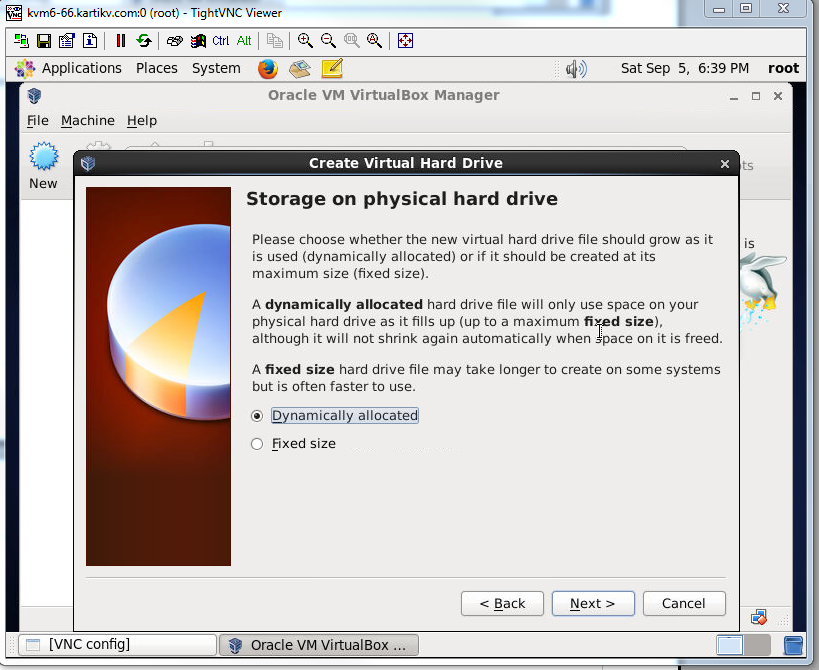 kvm6-66.kartikv.com:0 (root) - TightVNC Viewer
Ctrl Alt
Applications Places System Sat Sep 5, 6:39 PM root
Oracle VM VirtualBox Manager
File Machine Help
New
Create Virtual Hard Drive
Storage on physical hard drive
Please choose whether the new virtual hard drive file should grow as it
is used (dynamically allocated) or if it should be created at its
maximum size (fixed size).
is
A dynamically allocated hard drive file will only use space on your
physical hard drive as it fills up (up to a maximum fixed size),
although it will not shrink again automatically when space on it is freed.
A fixed size hard drive file may take longer to create on some systems
but is often faster to use.
Dynamically allocated
Fixed size
< Back Next > Cancel
[VNC config] Oracle VM VirtualBox ...